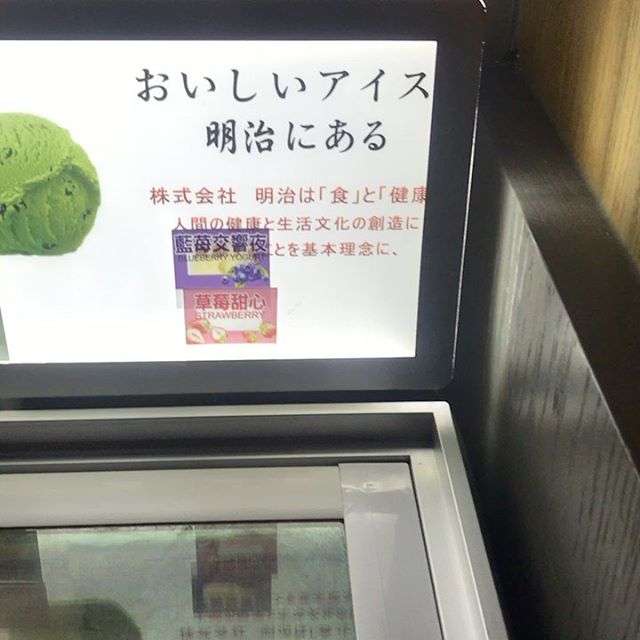 おいしいアイス
明治にある
株式会社 明治は「食」と「健康
人間の健康と生活文化の創造に
とを基本理念に、
藍莓交響夜
BLUEBERRY YOGURT
草莓甜心
STRAWBERRY